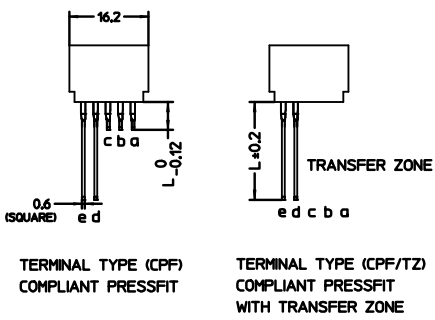 16.2
c b a
L 0 -0.12
L±0.2
TRANSFER ZONE
0.6
(SQUARE)
e d
e d c b a
TERMINAL TYPE (CPF)
COMPLIANT PRESSFIT
TERMINAL TYPE (CPF/TZ)
COMPLIANT PRESSFIT
WITH TRANSFER ZONE